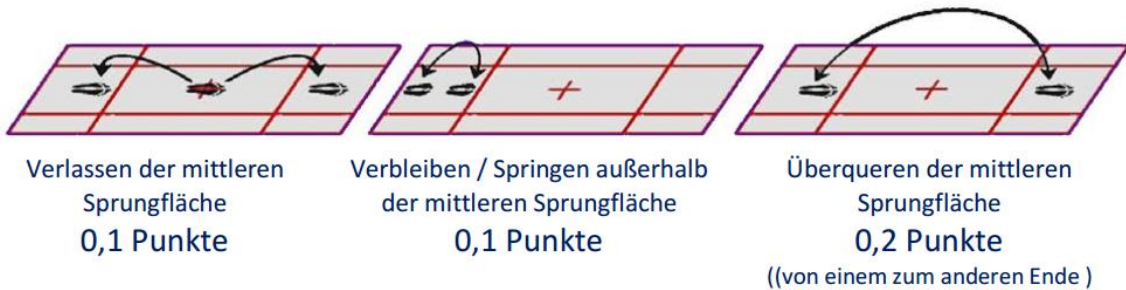 Verlassen der mittleren
Sprungfläche
0,1 Punkte
Verbleiben / Springen außerhalb
der mittleren Sprungfläche
0,1 Punkte
Überqueren der mittleren
Sprungfläche
0,2 Punkte
((von einem zum anderen Ende )